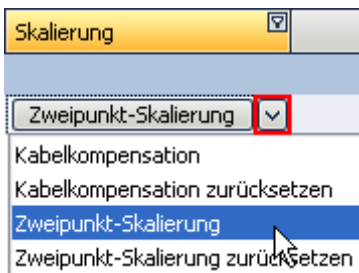 Skalierung
Zweipunkt-Skalierung
Kabelkompensation
Kabelkompensation zurücksetzen
Zweipunkt-Skalierung
Zweipunkt-Skalierung zurücksetzen